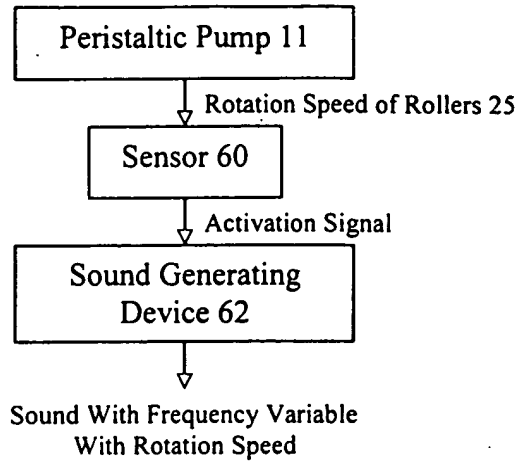 Peristaltic Pump 11
Rotation Speed of Rollers 25
Sensor 60
Activation Signal
Sound Generating
Device 62
Sound With Frequency Variable
With Rotation Speed